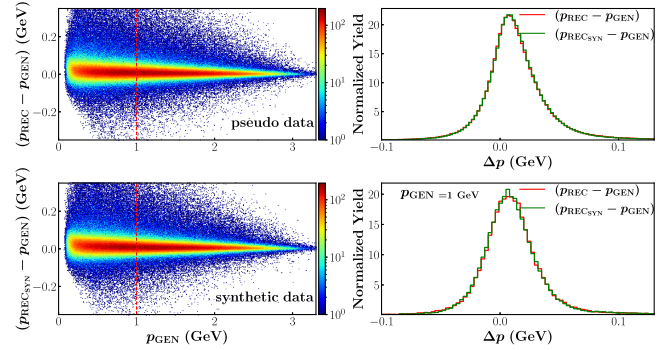 (pREC − pGEN) (GeV)
0.2
0.0
−0.2
pseudo data
10²
10¹
10⁰
Normalized Yield
20
15
10
5
(pREC − pGEN)
(pRECSYN − pGEN)
−0.1
0.0
0.1
Δp (GeV)
(pRECSYN − pGEN) (GeV)
0.2
0.0
−0.2
synthetic data
0
1
2
3
pGEN (GeV)
10²
10¹
10⁰
Normalized Yield
20
15
10
5
pGEN =1 GeV
(pREC − pGEN)
(pRECSYN − pGEN)
−0.1
0.0
0.1
Δp (GeV)